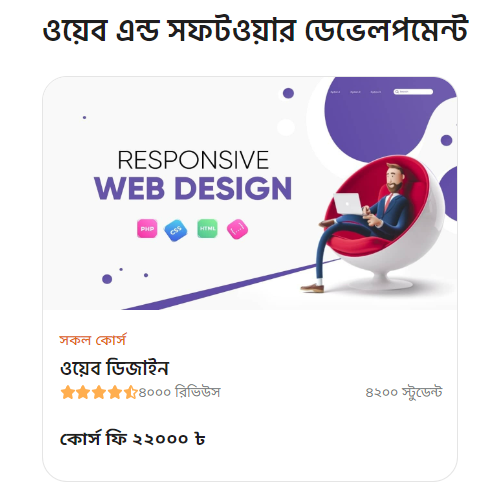 ওয়েব এন্ড সফটওয়ার ডেভেলপমেন্ট
RESPONSIVE
WEB DESIGN
PHP CSS HTML
সকল কোর্স
ওয়েব ডিজাইন
৪০০০ রিভিউস ৪২০০ স্টুডেন্ট
কোর্স ফি ২২০০০ ৳